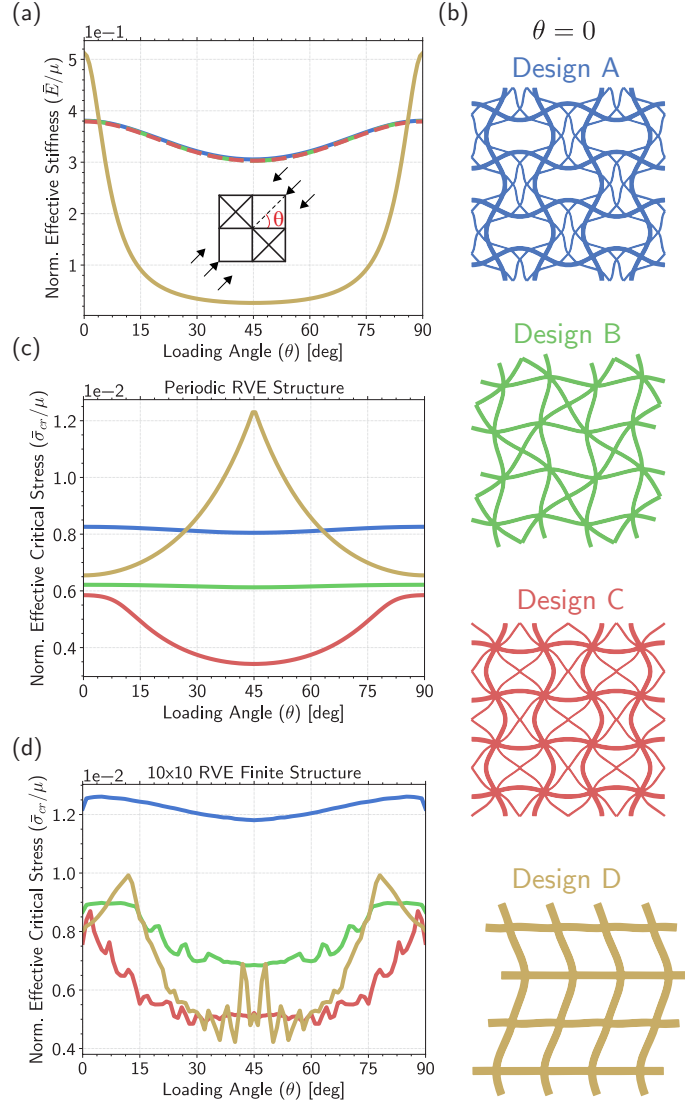 (a)
1e−1
Norm. Effective Stiffness (Ē/μ)
5
4
3
2
1
θ
0 15 30 45 60 75 90
Loading Angle (θ) [deg]
(b)
θ = 0
Design A
Design B
Design C
Design D
(c)
1e−2
Periodic RVE Structure
Norm. Effective Critical Stress (σ̄cr/μ)
1.2
1.0
0.8
0.6
0.4
0 15 30 45 60 75 90
Loading Angle (θ) [deg]
(d)
1e−2
10x10 RVE Finite Structure
Norm. Effective Critical Stress (σ̄cr/μ)
1.2
1.0
0.8
0.6
0.4
0 15 30 45 60 75 90
Loading Angle (θ) [deg]